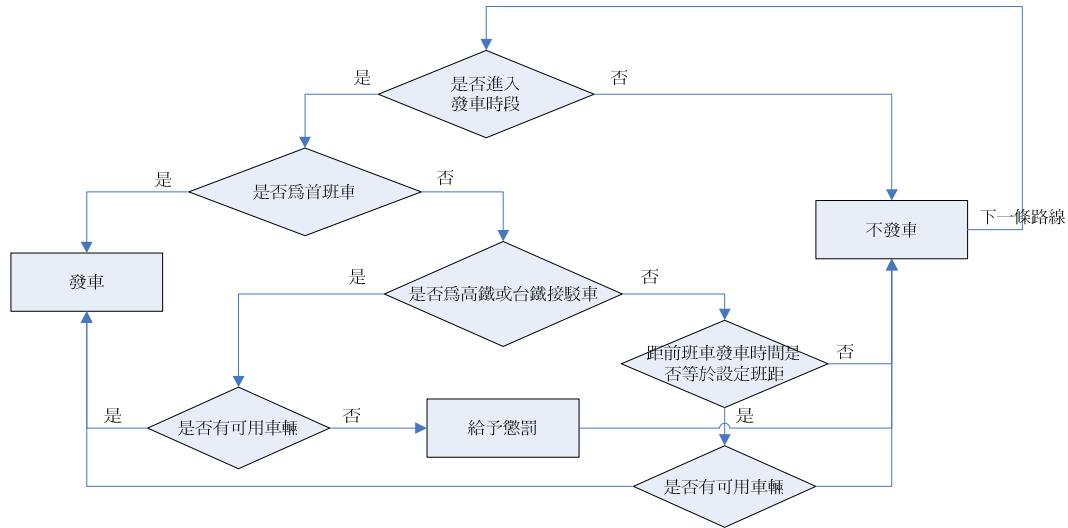 是否進入
發車時段
是
否
是否爲首班車
是
否
下一條路線
不發車
發車
是
是否爲高鐵或台鐵接駁車
否
距前班車發車時間是
否等於設定班距
否
是
是否有可用車輛
否
給予懲罰
是
是否有可用車輛